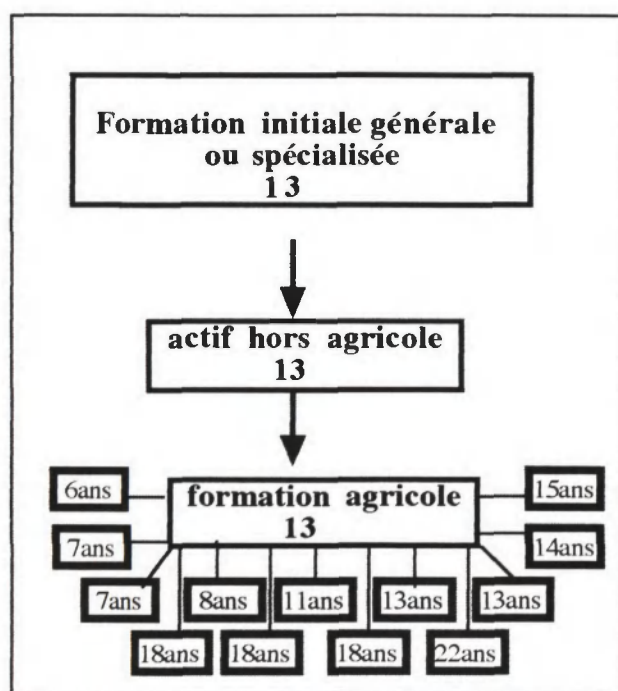 Formation initiale générale
ou spécialisée
13
actif hors agricole
13
6ans
formation agricole
13
15ans
7ans
14ans
7ans
8ans
11ans
13ans
13ans
18ans
18ans
18ans
22ans